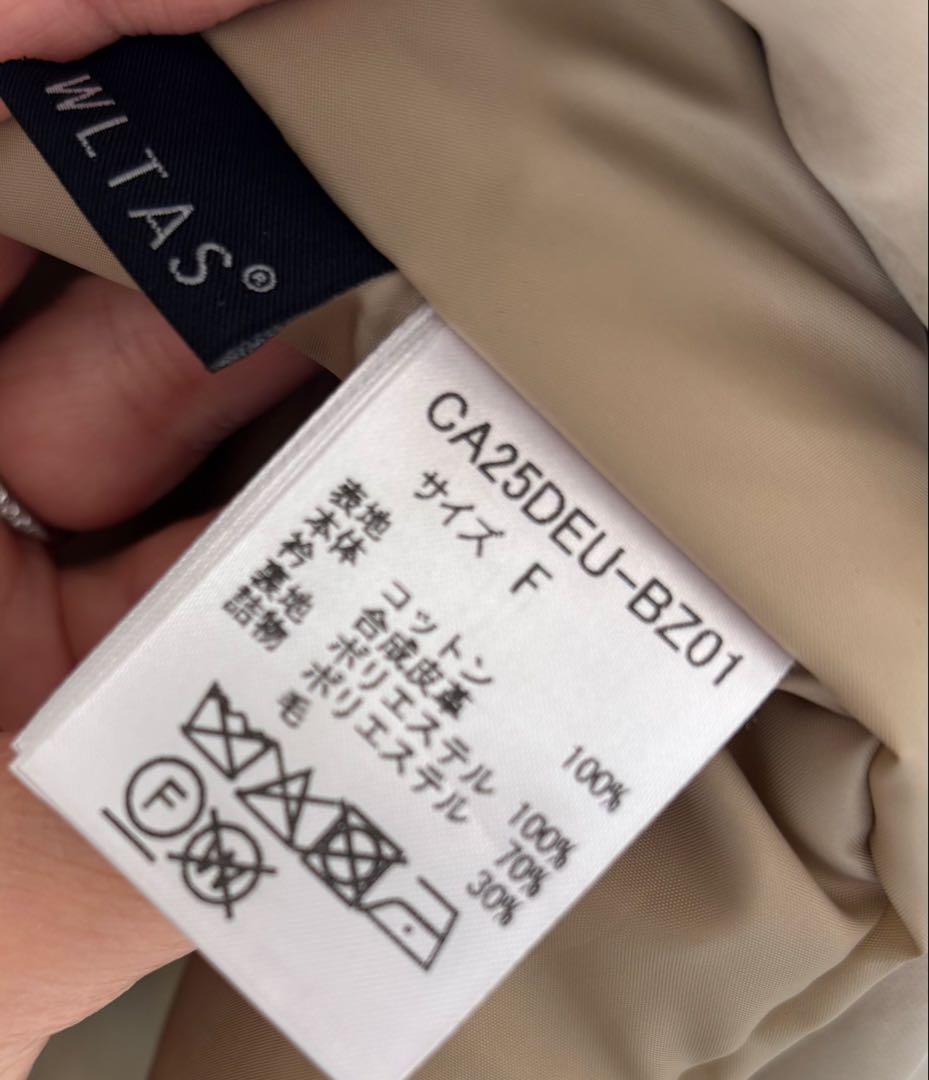 WLTAS®
CA25DEU-BZ01
サイズ F
表地
本体 コットン 100%
衿 合成皮革
裏地 ポリエステル 100%
詰物 ポリエステル 70%
毛 30%
F
W